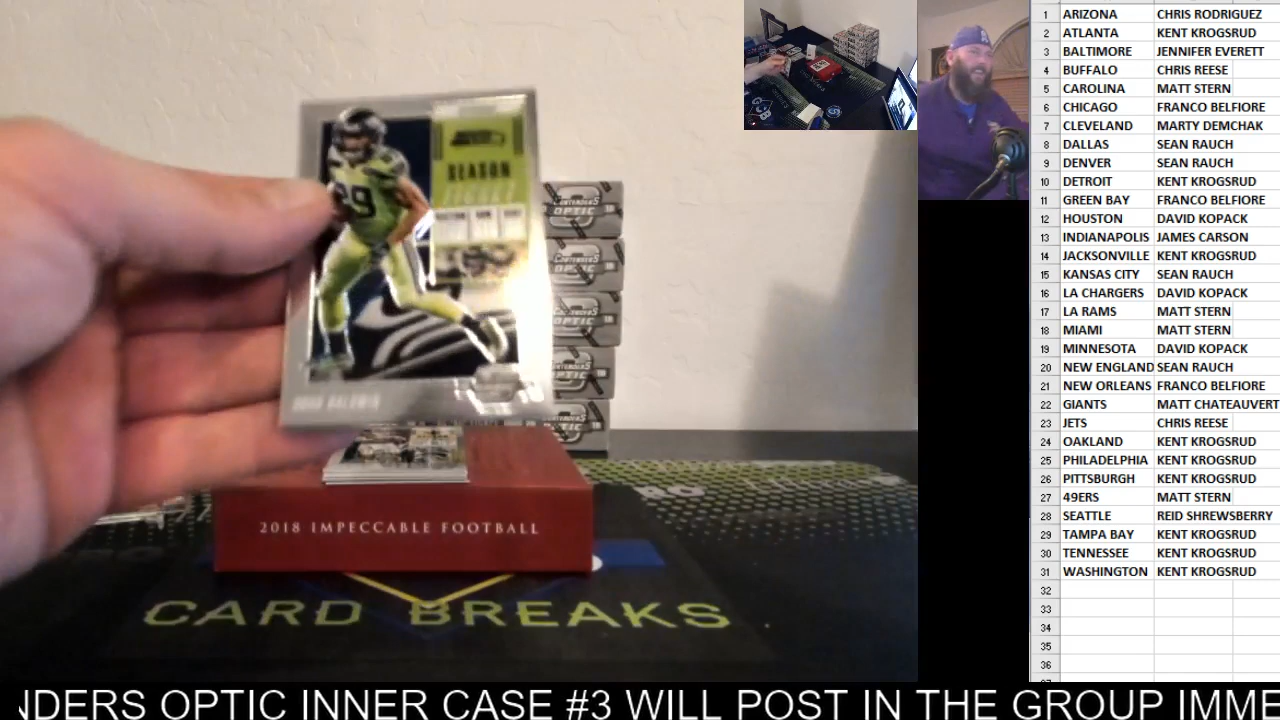 SEASON
89
CONTENDERS
OPTIC
CONTENDERS
OPTIC
CONTENDERS
OPTIC
CONTENDERS
OPTIC
CONTENDERS
OPTIC
DOUG BALDWIN
2018 IMPECCABLE FOOTBALL
CARD BREAKS
1 ARIZONA CHRIS RODRIGUEZ
2 ATLANTA KENT KROGSRUD
3 BALTIMORE JENNIFER EVERETT
4 BUFFALO CHRIS REESE
5 CAROLINA MATT STERN
6 CHICAGO FRANCO BELFIORE
7 CLEVELAND MARTY DEMCHAK
8 DALLAS SEAN RAUCH
9 DENVER SEAN RAUCH
10 DETROIT KENT KROGSRUD
11 GREEN BAY FRANCO BELFIORE
12 HOUSTON DAVID KOPACK
13 INDIANAPOLIS JAMES CARSON
14 JACKSONVILLE KENT KROGSRUD
15 KANSAS CITY SEAN RAUCH
16 LA CHARGERS DAVID KOPACK
17 LA RAMS MATT STERN
18 MIAMI MATT STERN
19 MINNESOTA DAVID KOPACK
20 NEW ENGLAND SEAN RAUCH
21 NEW ORLEANS FRANCO BELFIORE
22 GIANTS MATT CHATEAUVERT
23 JETS CHRIS REESE
24 OAKLAND KENT KROGSRUD
25 PHILADELPHIA KENT KROGSRUD
26 PITTSBURGH KENT KROGSRUD
27 49ERS MATT STERN
28 SEATTLE REID SHREWSBERRY
29 TAMPA BAY KENT KROGSRUD
30 TENNESSEE KENT KROGSRUD
31 WASHINGTON KENT KROGSRUD
32
33
34
35
36
NDERS OPTIC INNER CASE #3 WILL POST IN THE GROUP IMME